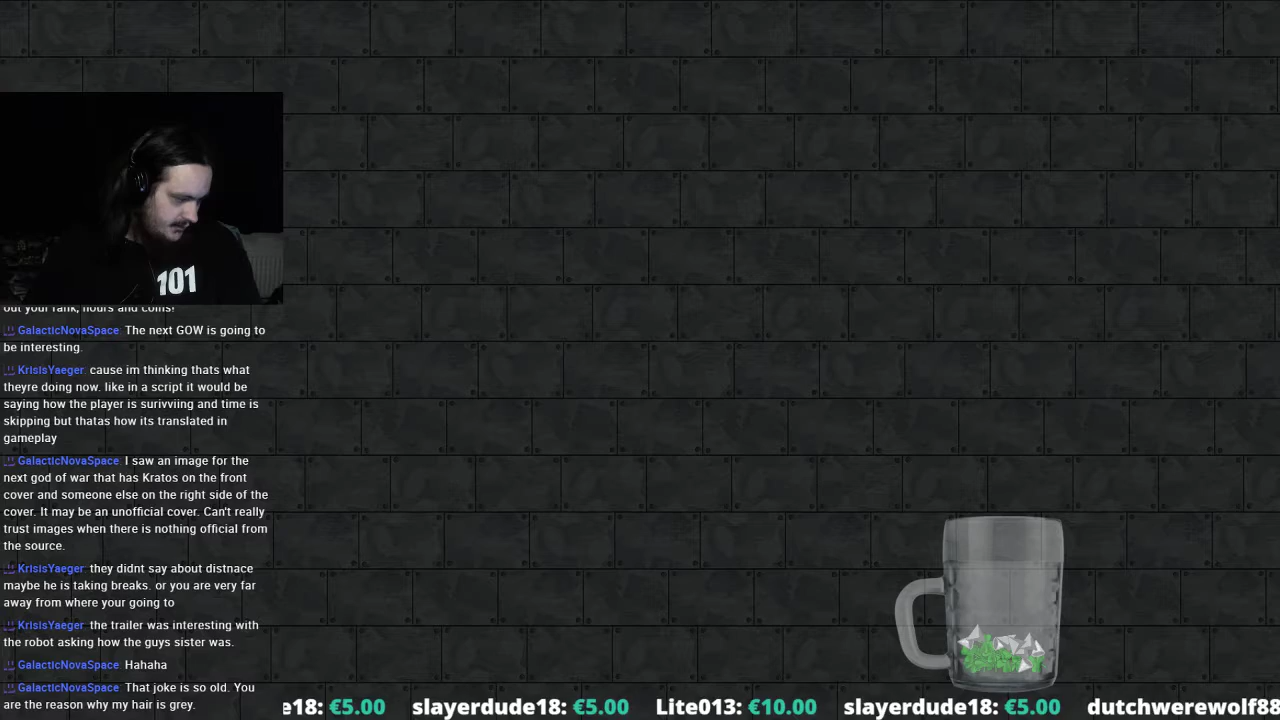 101
out your rank, hours and coins!
GalacticNovaSpace: The next GOW is going to
be interesting.
KrisisYaeger: cause im thinking thats what
theyre doing now. like in a script it would be
saying how the player is surivviing and time is
skipping but thatas how its translated in
gameplay
GalacticNovaSpace: I saw an image for the
next god of war that has Kratos on the front
cover and someone else on the right side of the
cover. It may be an unofficial cover. Can't really
trust images when there is nothing official from
the source.
KrisisYaeger: they didnt say about distnace
maybe he is taking breaks. or you are very far
away from where your going to
KrisisYaeger: the trailer was interesting with
the robot asking how the guys sister was.
GalacticNovaSpace: Hahaha
GalacticNovaSpace: That joke is so old. You
are the reason why my hair is grey.
e18: €5.00 slayerdude18: €5.00 Lite013: €10.00 slayerdude18: €5.00 dutchwerewolf88